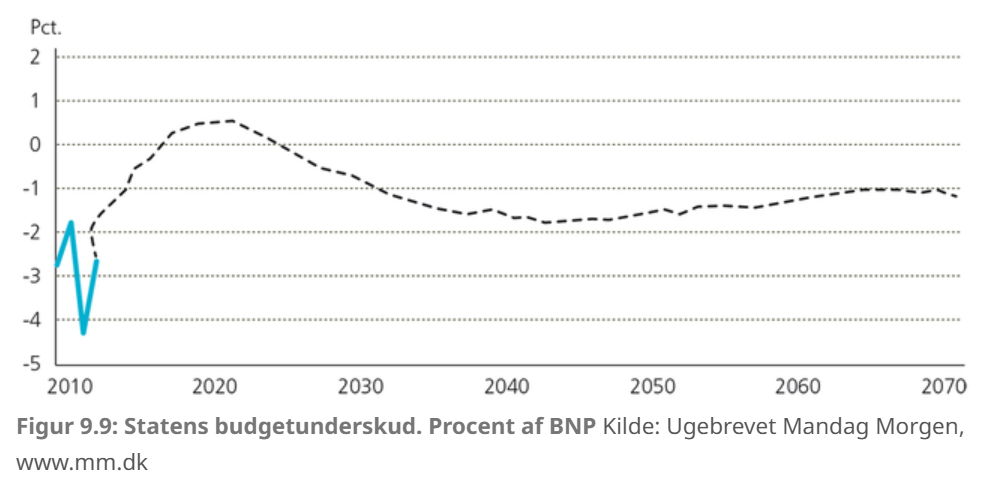 Pct.
2
1
0
-1
-2
-3
-4
-5
2010 2020 2030 2040 2050 2060 2070
Figur 9.9: Statens budgetunderskud. Procent af BNP Kilde: Ugebrevet Mandag Morgen,
www.mm.dk